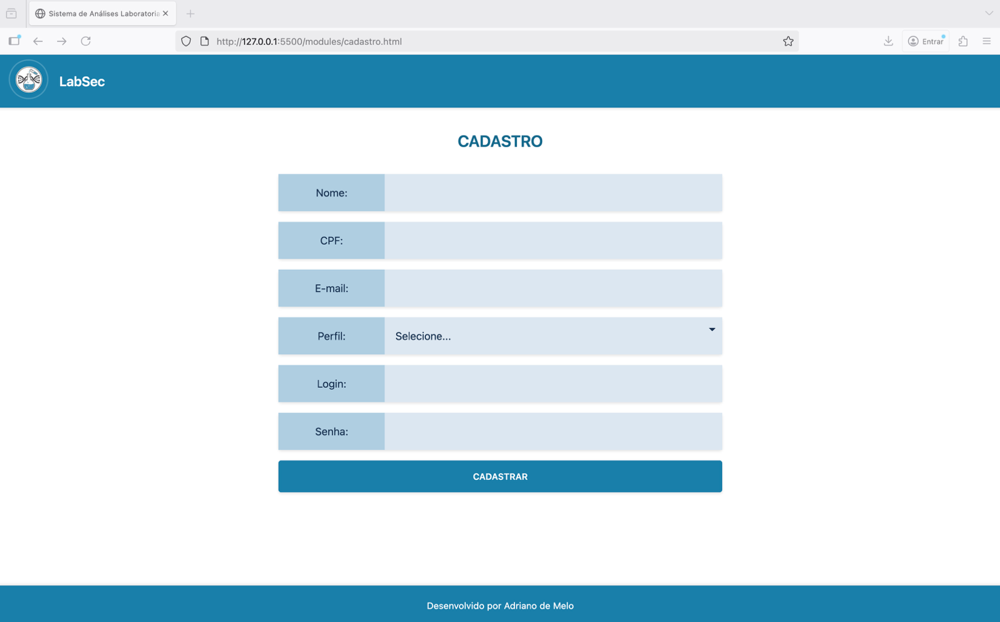 Sistema de Análises Laboratoria
http://127.0.0.1:5500/modules/cadastro.html
Entrar
LabSec
CADASTRO
Nome:
CPF:
E-mail:
Perfil: Selecione...
Login:
Senha:
CADASTRAR
Desenvolvido por Adriano de Melo